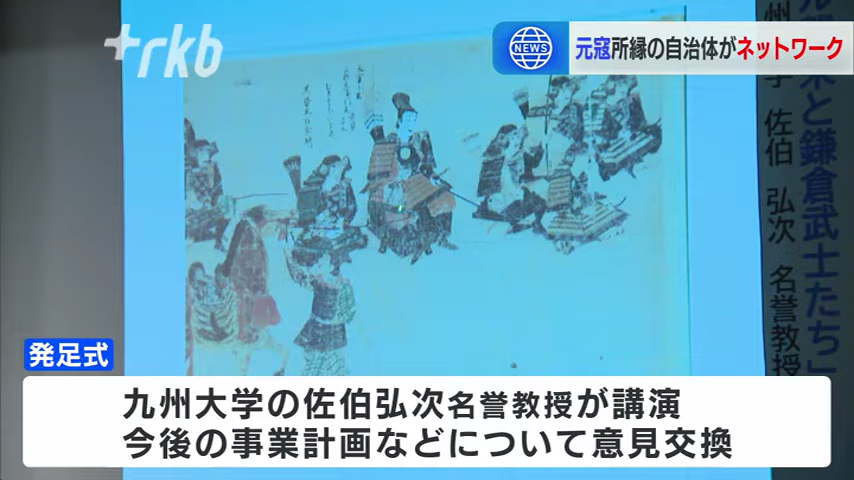 +rkb
NEWS
元寇所縁の自治体がネットワーク
と鎌倉武士たち」
佐伯 弘次 名誉教授
発足式
九州大学の佐伯弘次名誉教授が講演
今後の事業計画などについて意見交換